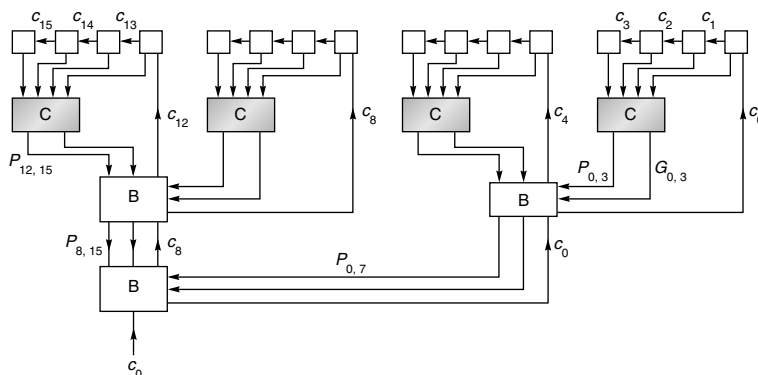 c15 c14 c13 c3 c2 c1
C C C C
c12 c8 c4 c0
P12, 15 P0, 3 G0, 3
B B
P8, 15 c8 P0, 7 c0
B
c0